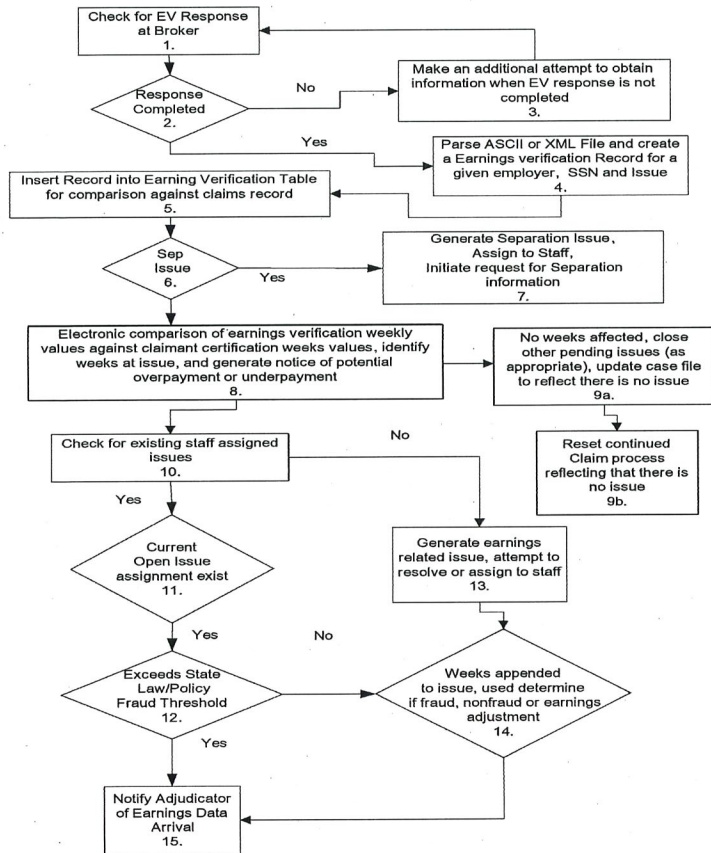 Check for EV Response
at Broker
1.
Response
Completed
2.
No
Make an additional attempt to obtain
information when EV response is not
completed
3.
Yes
Parse ASCII or XML File and create
a Earnings verification Record for a
given employer, SSN and Issue
4.
Insert Record into Earning Verification Table
for comparison against claims record
5.
Sep
Issue
6.
Yes
Generate Separation Issue,
Assign to Staff,
Initiate request for Separation
information
7.
Electronic comparison of earnings verification weekly
values against claimant certification weeks values, identify
weeks at issue, and generate notice of potential
overpayment or underpayment
8.
No weeks affected, close
other pending issues (as
appropriate), update case file
to reflect there is no issue
9a.
Reset continued
Claim process
reflecting that there is
no issue
9b.
Check for existing staff assigned
issues
10.
No
Yes
Current
Open Issue
assignment exist
11.
Generate earnings
related issue, attempt to
resolve or assign to staff
13.
Yes
No
Exceeds State
Law/Policy
Fraud Threshold
12.
Weeks appended
to issue, used determine
if fraud, nonfraud or earnings
adjustment
14.
Yes
Notify Adjudicator
of Earnings Data
Arrival
15.